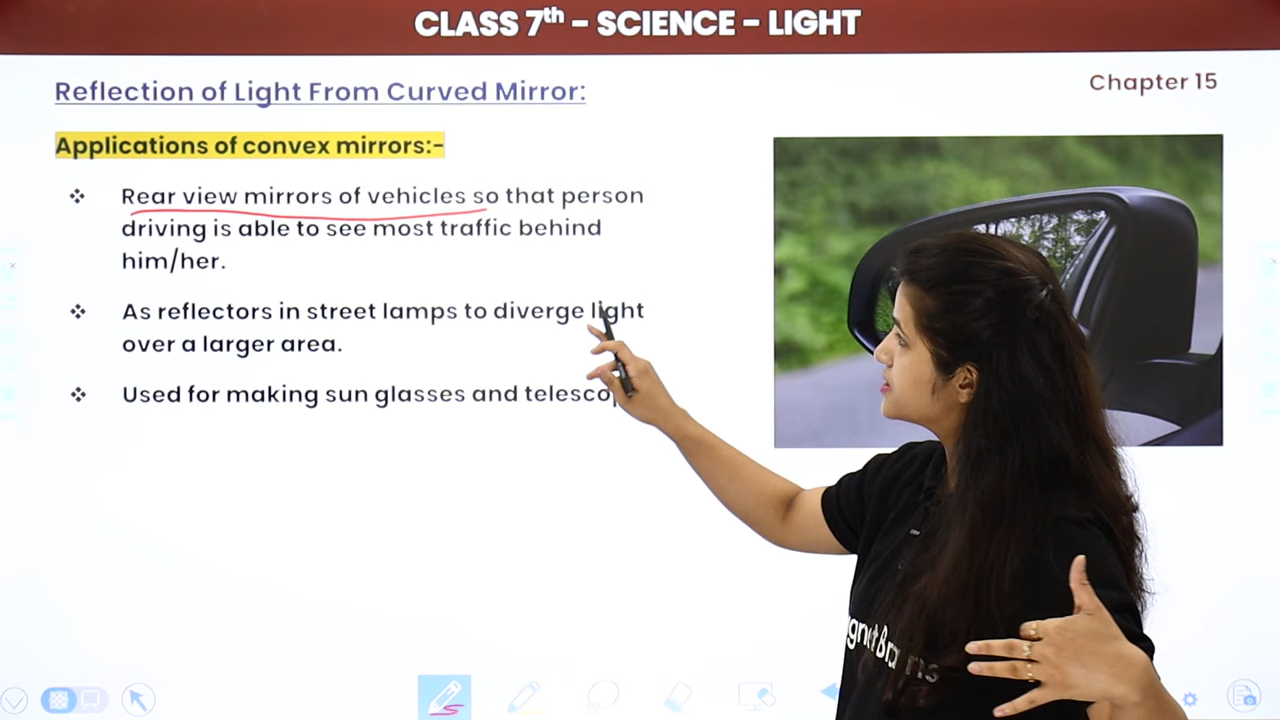 CLASS 7th - SCIENCE - LIGHT
Reflection of Light From Curved Mirror:
Chapter 15
Applications of convex mirrors:-
Rear view mirrors of vehicles so that person
driving is able to see most traffic behind
him/her.
As reflectors in street lamps to diverge light
over a larger area.
Used for making sun glasses and